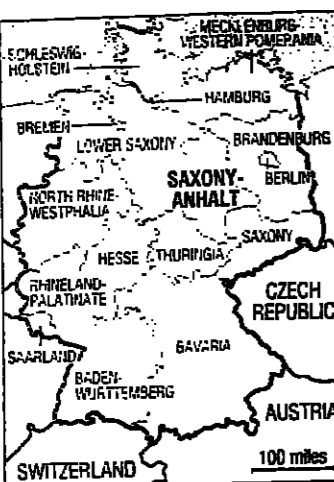 MECKLENBURG-
WESTERN POMERANIA
SCHLESWIG-
HOLSTEIN
HAMBURG
BREMEN
LOWER SAXONY
BRANDENBURG
BERLIN
SAXONY-
ANHALT
NORTH RHINE-
WESTPHALIA
SAXONY
HESSE
THURINGIA
RHINELAND-
PALATINATE
CZECH
REPUBLIC
SAARLAND
BAVARIA
BADEN-
WURTTEMBERG
AUSTRIA
100 miles
SWITZERLAND